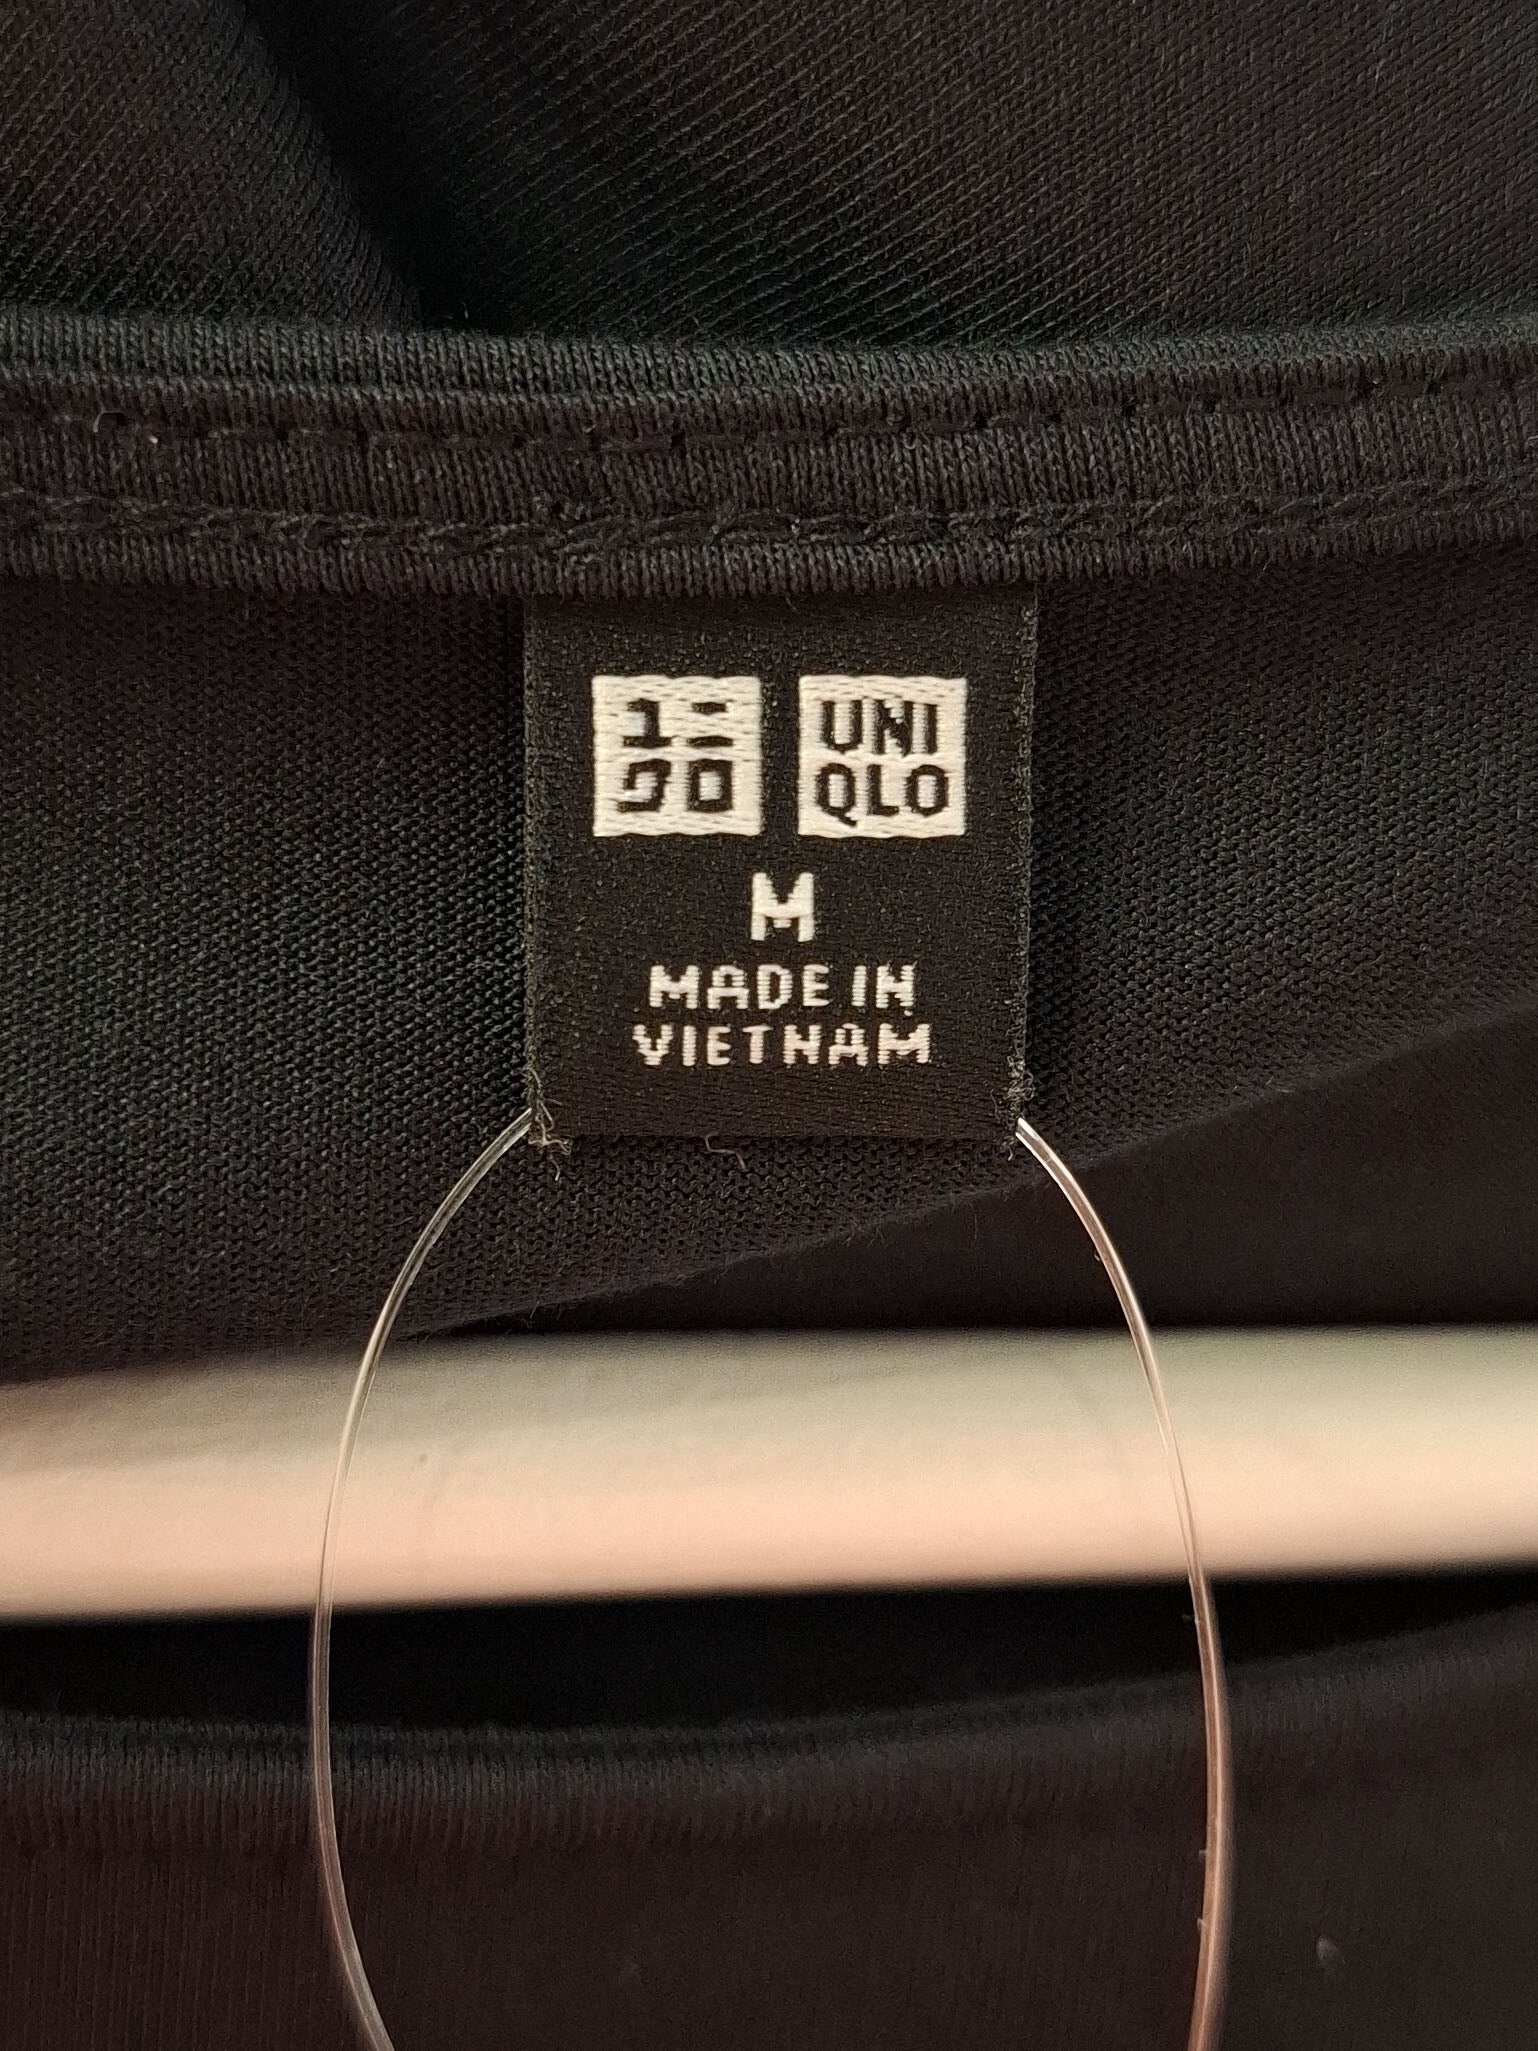 ユニ UNI
クロ QLO
M
MADE IN
VIETNAM